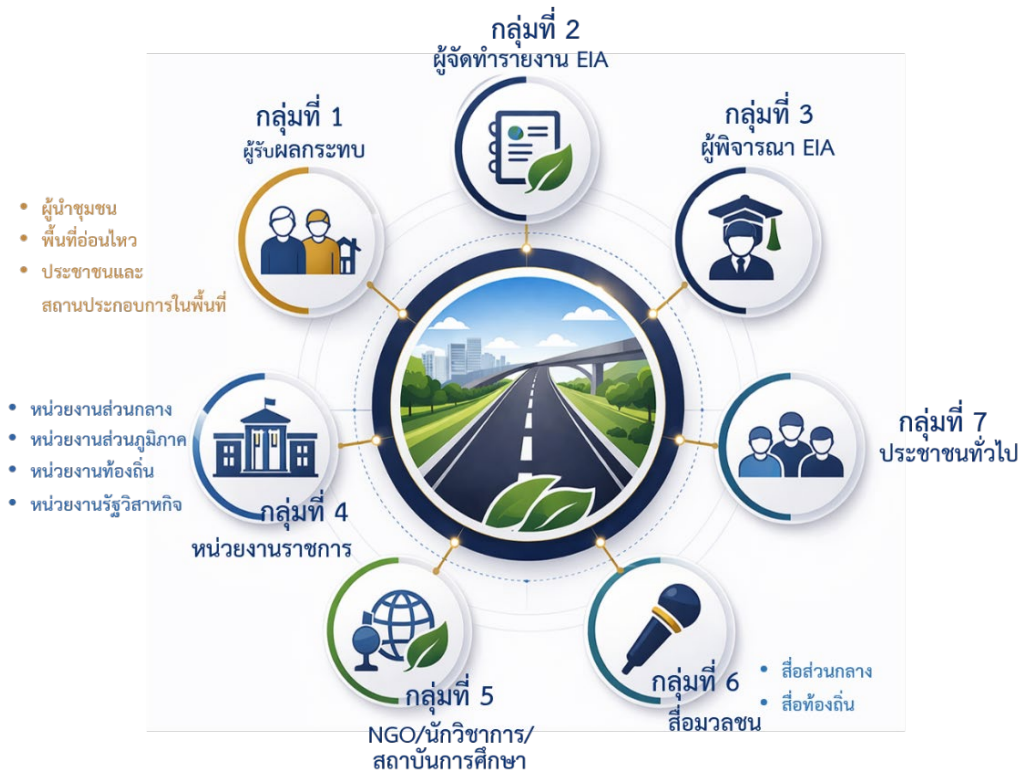 กลุ่มที่ 2
ผู้จัดทำรายงาน EIA
กลุ่มที่ 1
ผู้รับผลกระทบ
กลุ่มที่ 3
ผู้พิจารณา EIA
• ผู้นำชุมชน
• พื้นที่อ่อนไหว
• ประชาชนและ
สถานประกอบการในพื้นที่
• หน่วยงานส่วนกลาง
• หน่วยงานส่วนภูมิภาค
• หน่วยงานท้องถิ่น
• หน่วยงานรัฐวิสาหกิจ
กลุ่มที่ 4
หน่วยงานราชการ
กลุ่มที่ 7
ประชาชนทั่วไป
กลุ่มที่ 5
NGO/นักวิชาการ/
สถาบันการศึกษา
กลุ่มที่ 6
สื่อมวลชน
• สื่อส่วนกลาง
• สื่อท้องถิ่น